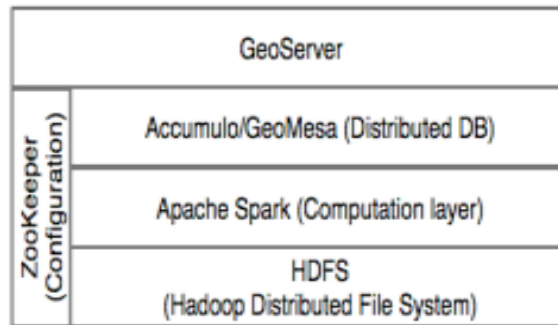 GeoServer
ZooKeeper
(Configuration)
Accumulo/GeoMesa (Distributed DB)
Apache Spark (Computation layer)
HDFS
(Hadoop Distributed File System)